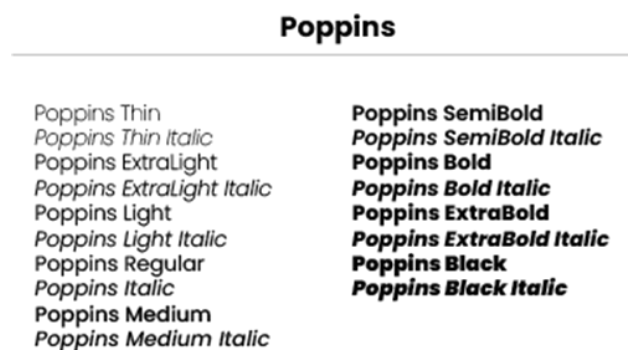 Poppins
Poppins Thin
Poppins Thin Italic
Poppins ExtraLight
Poppins ExtraLight Italic
Poppins Light
Poppins Light Italic
Poppins Regular
Poppins Italic
Poppins Medium
Poppins Medium Italic
Poppins SemiBold
Poppins SemiBold Italic
Poppins Bold
Poppins Bold Italic
Poppins ExtraBold
Poppins ExtraBold Italic
Poppins Black
Poppins Black Italic